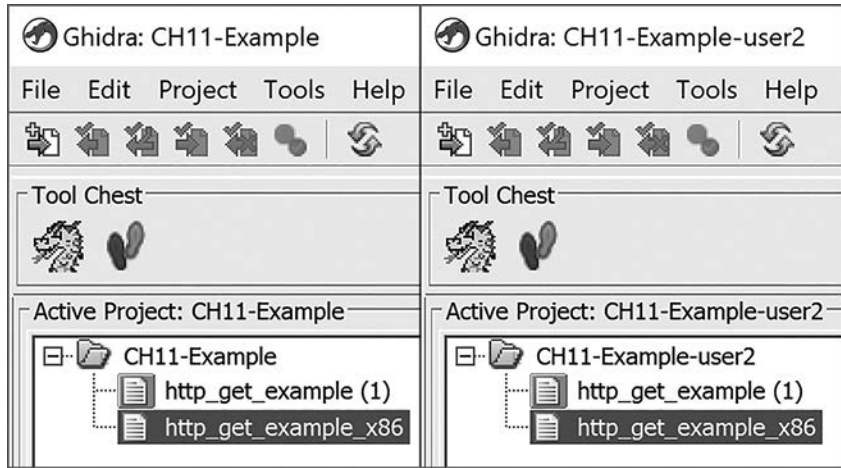 Ghidra: CH11-Example
File Edit Project Tools Help
Tool Chest
Active Project: CH11-Example
CH11-Example
http_get_example (1)
http_get_example_x86
Ghidra: CH11-Example-user2
File Edit Project Tools Help
Tool Chest
Active Project: CH11-Example-user2
CH11-Example-user2
http_get_example (1)
http_get_example_x86